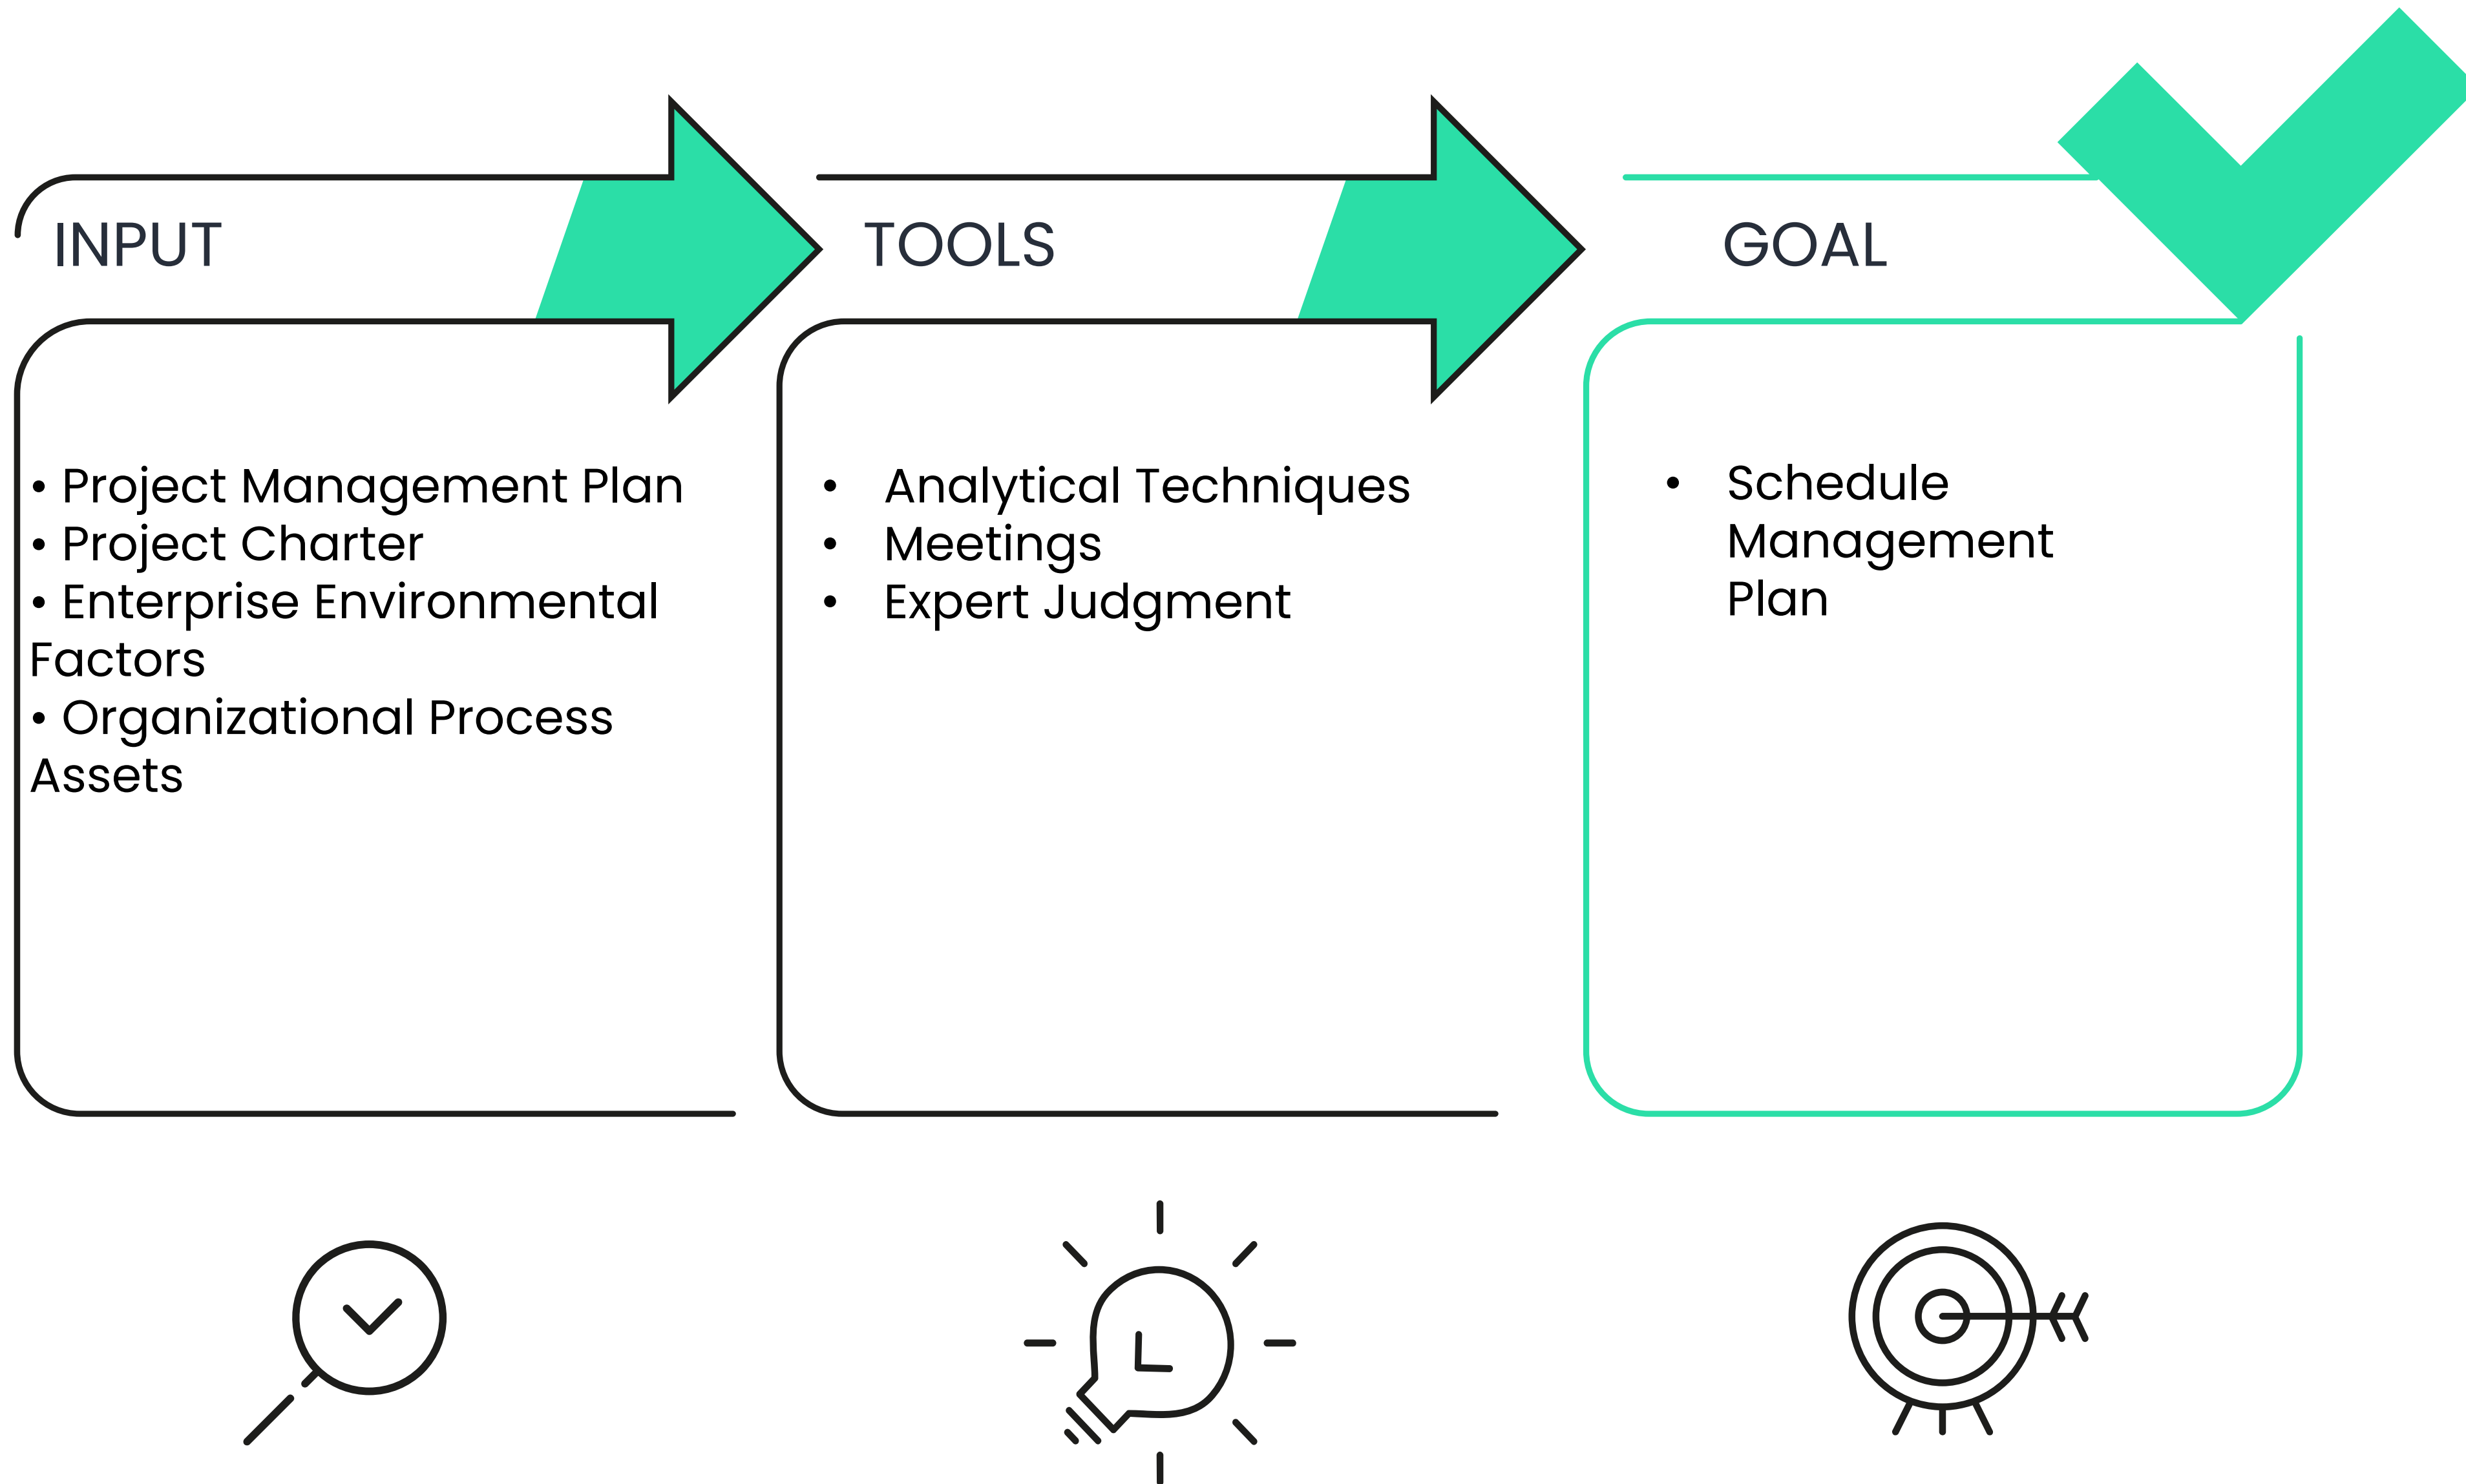 INPUT
• Project Management Plan
• Project Charter
• Enterprise Environmental
Factors
• Organizational Process
Assets
TOOLS
• Analytical Techniques
• Meetings
• Expert Judgment
GOAL
• Schedule
Management
Plan